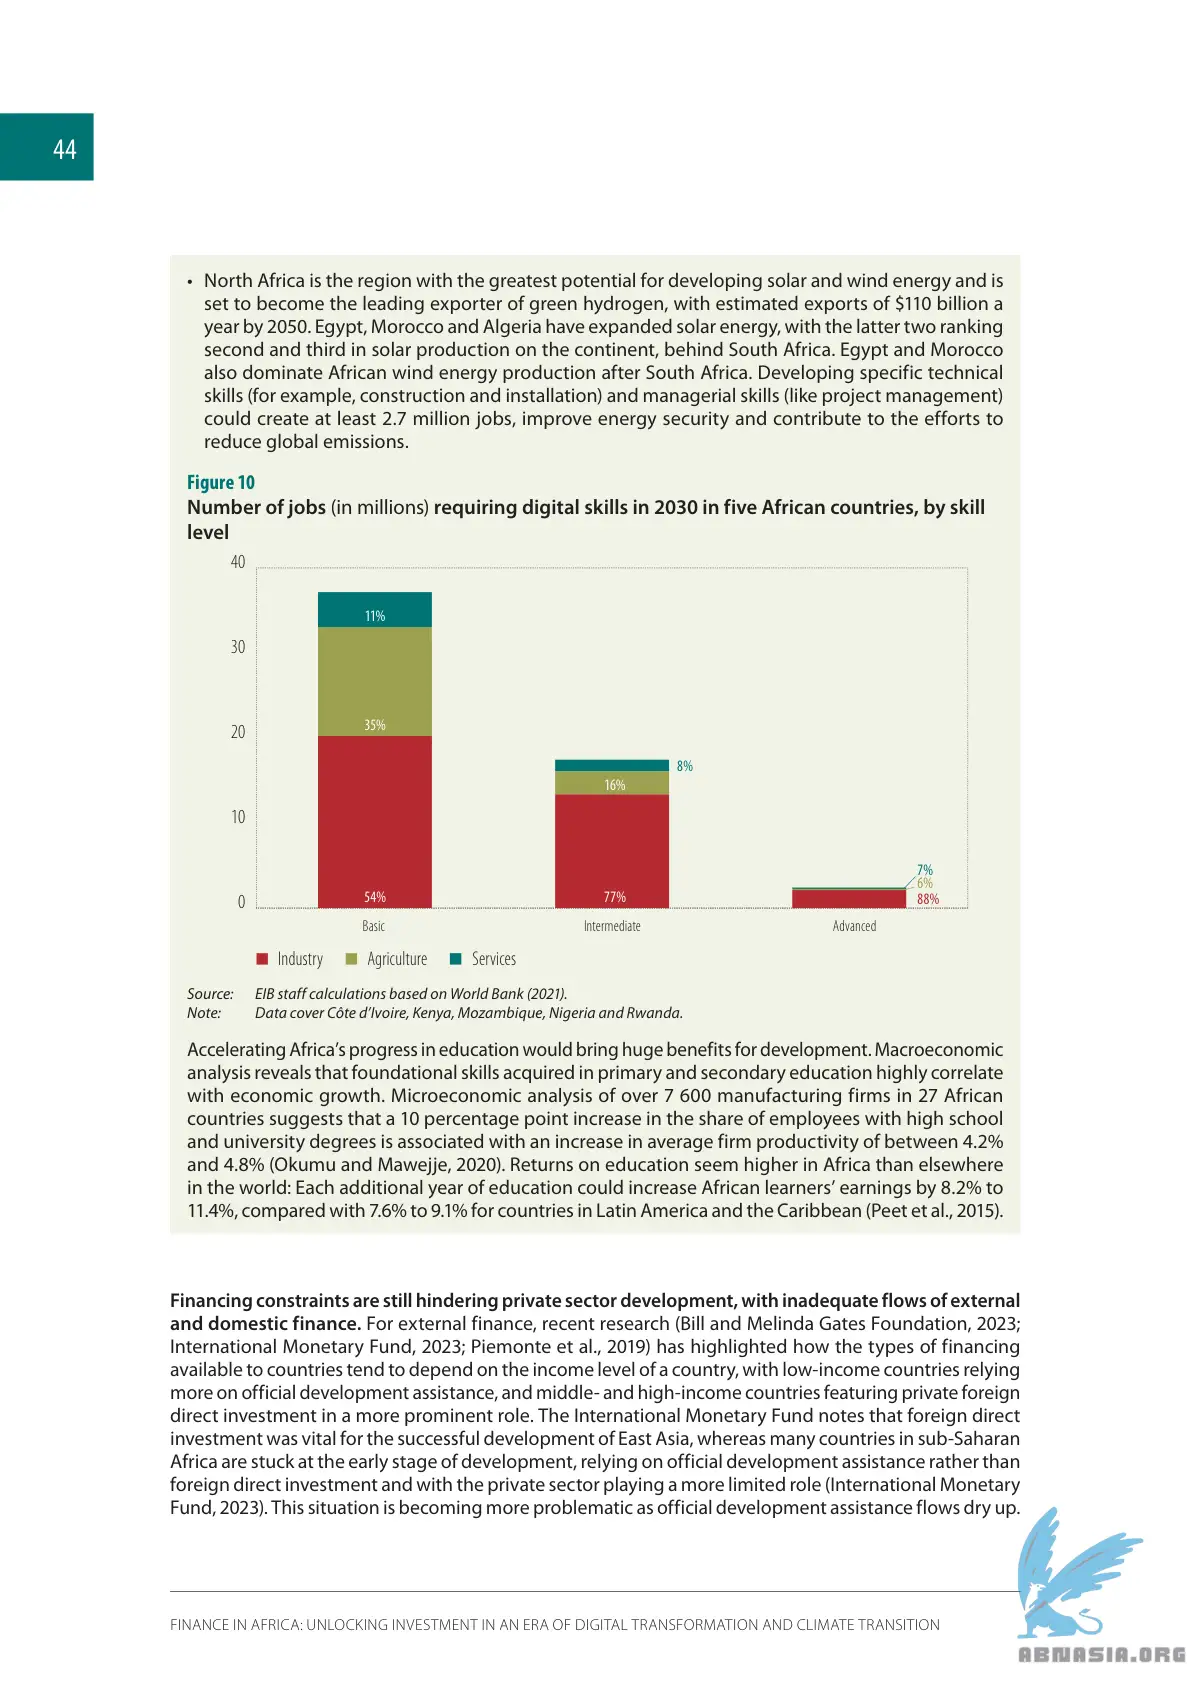 44
• North Africa is the region with the greatest potential for developing solar and wind energy and is
set to become the leading exporter of green hydrogen, with estimated exports of $110 billion a
year by 2050. Egypt, Morocco and Algeria have expanded solar energy, with the latter two ranking
second and third in solar production on the continent, behind South Africa. Egypt and Morocco
also dominate African wind energy production after South Africa. Developing specific technical
skills (for example, construction and installation) and managerial skills (like project management)
could create at least 2.7 million jobs, improve energy security and contribute to the efforts to
reduce global emissions.
Figure 10
Number of jobs (in millions) requiring digital skills in 2030 in five African countries, by skill
level
40
30
20
10
0
11%
35%
54%
8%
16%
77%
7%
6%
88%
Basic
Intermediate
Advanced
Industry Agriculture Services
Source: EIB staff calculations based on World Bank (2021).
Note: Data cover Côte d'Ivoire, Kenya, Mozambique, Nigeria and Rwanda.
Accelerating Africa's progress in education would bring huge benefits for development. Macroeconomic
analysis reveals that foundational skills acquired in primary and secondary education highly correlate
with economic growth. Microeconomic analysis of over 7 600 manufacturing firms in 27 African
countries suggests that a 10 percentage point increase in the share of employees with high school
and university degrees is associated with an increase in average firm productivity of between 4.2%
and 4.8% (Okumu and Mawejje, 2020). Returns on education seem higher in Africa than elsewhere
in the world: Each additional year of education could increase African learners' earnings by 8.2% to
11.4%, compared with 7.6% to 9.1% for countries in Latin America and the Caribbean (Peet et al., 2015).
Financing constraints are still hindering private sector development, with inadequate flows of external
and domestic finance. For external finance, recent research (Bill and Melinda Gates Foundation, 2023;
International Monetary Fund, 2023; Piemonte et al., 2019) has highlighted how the types of financing
available to countries tend to depend on the income level of a country, with low-income countries relying
more on official development assistance, and middle- and high-income countries featuring private foreign
direct investment in a more prominent role. The International Monetary Fund notes that foreign direct
investment was vital for the successful development of East Asia, whereas many countries in sub-Saharan
Africa are stuck at the early stage of development, relying on official development assistance rather than
foreign direct investment and with the private sector playing a more limited role (International Monetary
Fund, 2023). This situation is becoming more problematic as official development assistance flows dry up.
FINANCE IN AFRICA: UNLOCKING INVESTMENT IN AN ERA OF DIGITAL TRANSFORMATION AND CLIMATE TRANSITION
ABNASIA.ORG